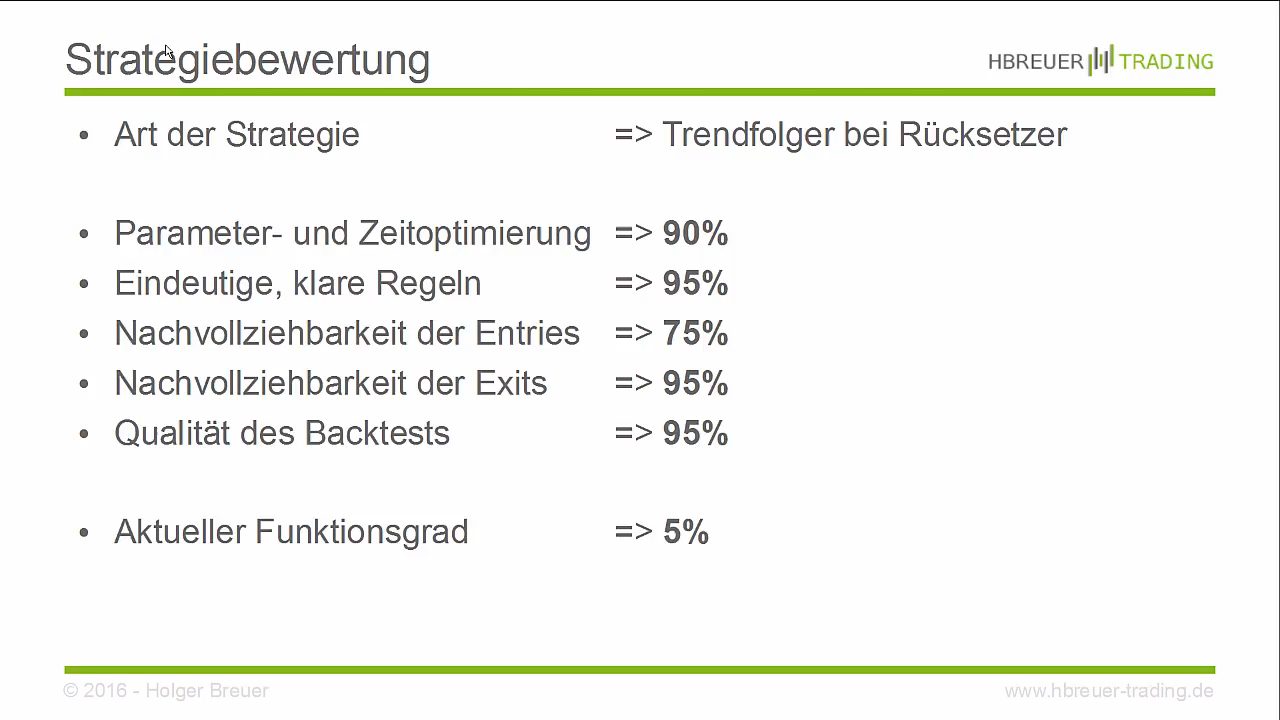 Strategiebewertung
HBREUER TRADING
• Art der Strategie => Trendfolger bei Rücksetzer
• Parameter- und Zeitoptimierung => 90%
• Eindeutige, klare Regeln => 95%
• Nachvollziehbarkeit der Entries => 75%
• Nachvollziehbarkeit der Exits => 95%
• Qualität des Backtests => 95%
• Aktueller Funktionsgrad => 5%
© 2016 - Holger Breuer
www.hbreuer-trading.de